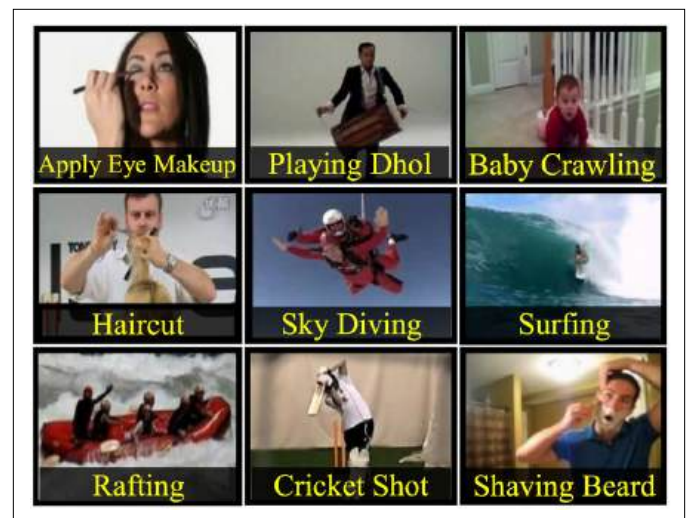 Apply Eye Makeup
Playing Dhol
Baby Crawling
Haircut
Sky Diving
Surfing
Rafting
Cricket Shot
Shaving Beard